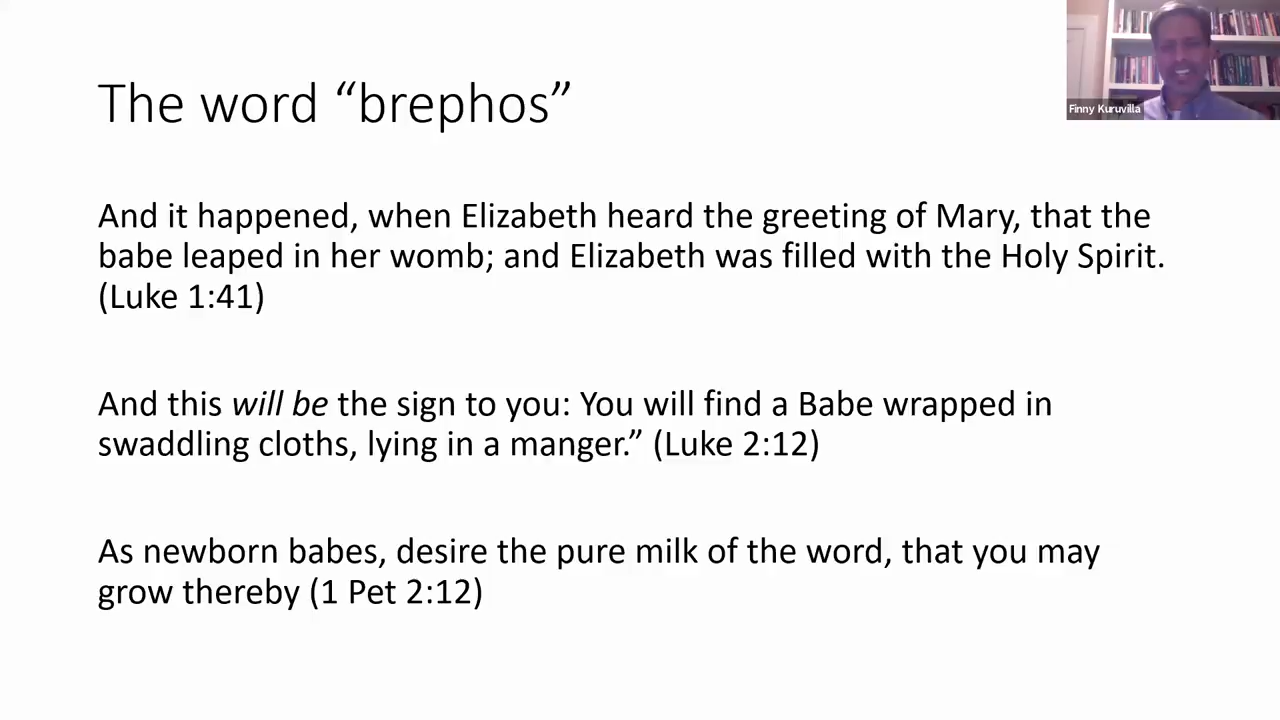 Finny Kuruvilla
The word “brephos”
And it happened, when Elizabeth heard the greeting of Mary, that the
babe leaped in her womb; and Elizabeth was filled with the Holy Spirit.
(Luke 1:41)
And this will be the sign to you: You will find a Babe wrapped in
swaddling cloths, lying in a manger.” (Luke 2:12)
As newborn babes, desire the pure milk of the word, that you may
grow thereby (1 Pet 2:12)